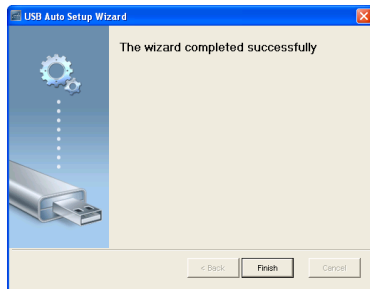 USB Auto Setup Wizard
The wizard completed successfully
< Back
Finish
Cancel